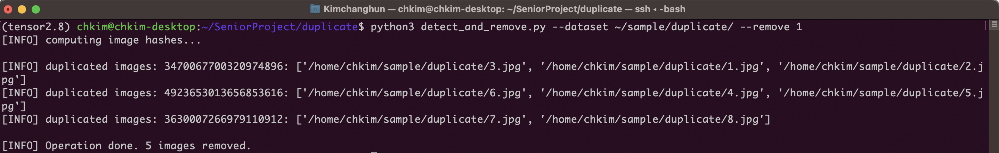 Kimchanghun — chkim@chkim-desktop: ~/SeniorProject/duplicate — ssh ◂ -bash
(tensor2.8) chkim@chkim-desktop:~/SeniorProject/duplicate$ python3 detect_and_remove.py --dataset ~/sample/duplicate/ --remove 1
[INFO] computing image hashes...
[INFO] duplicated images: 3470067700320974896: ['/home/chkim/sample/duplicate/3.jpg', '/home/chkim/sample/duplicate/1.jpg', '/home/chkim/sample/duplicate/2.j
pg']
[INFO] duplicated images: 4923653013656853616: ['/home/chkim/sample/duplicate/6.jpg', '/home/chkim/sample/duplicate/4.jpg', '/home/chkim/sample/duplicate/5.j
pg']
[INFO] duplicated images: 3630007266979110912: ['/home/chkim/sample/duplicate/7.jpg', '/home/chkim/sample/duplicate/8.jpg']
[INFO] Operation done. 5 images removed.